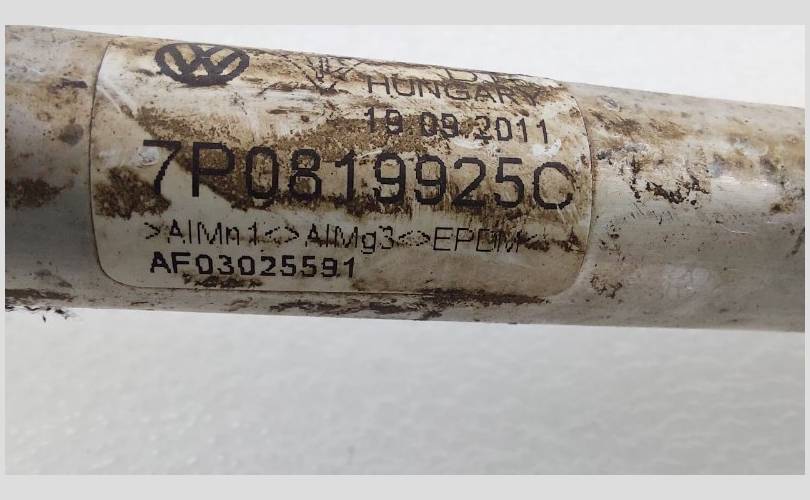 HUNGARY
19.09.2011
7P0819925C
>AlMn1<>AlMg3<>EPDM<
AF03025591